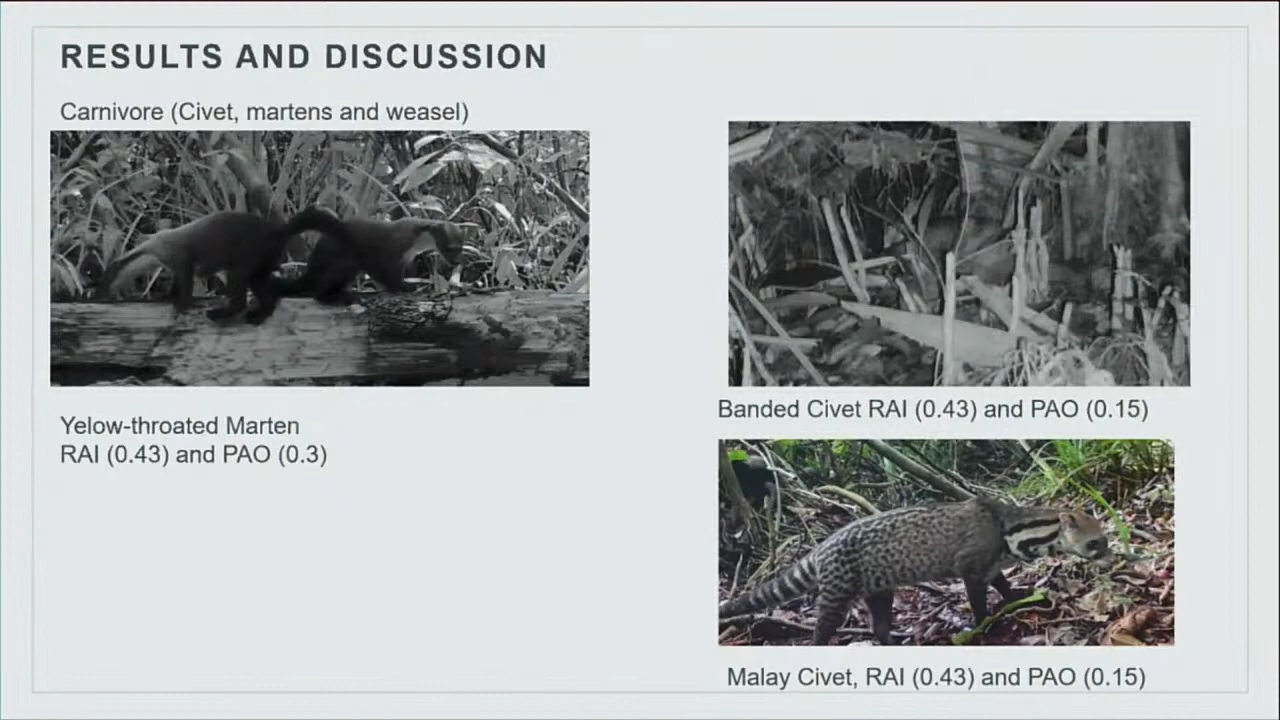 RESULTS AND DISCUSSION
Carnivore (Civet, martens and weasel)
Yelow-throated Marten
RAI (0.43) and PAO (0.3)
Banded Civet RAI (0.43) and PAO (0.15)
Malay Civet, RAI (0.43) and PAO (0.15)